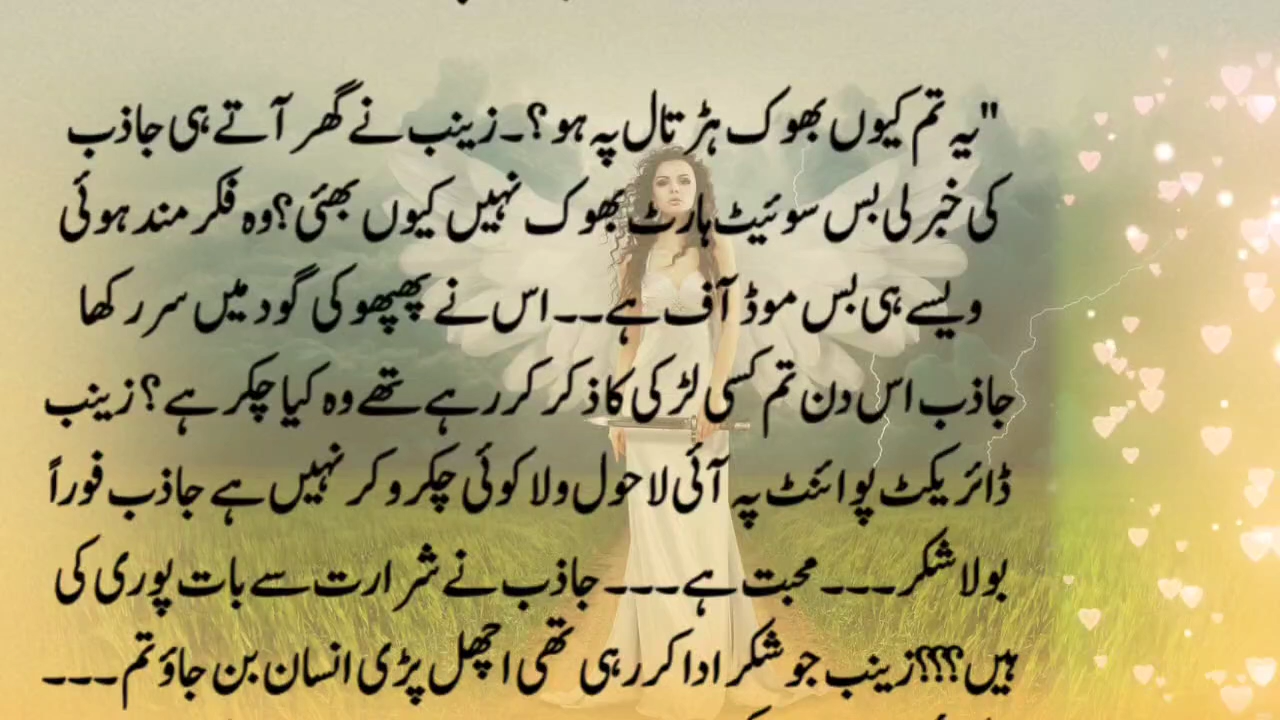 "یہ تم کیوں بھوک ہڑتال پہ ہو؟۔زینب نے گھر آتے ہی جاذب
کی خبر لی بس سوئیٹ ہارٹ بھوک نہیں کیوں بھئی؟وہ فکر مند ہوئی
ویسے ہی بس موڈ آف ہے۔۔اس نے پھپھو کی گود میں سر رکھا
جاذب اس دن تم کسی لڑکی کا ذکر کر رہے تھے وہ کیا چکر ہے؟زینب
ڈائریکٹ پوائنٹ پہ آئی لا حول ولا کوئی چکر وکر نہیں ہے جاذب فوراً
بولا شکر۔۔۔محبت ہے۔۔۔جاذب نے شرارت سے بات پوری کی
ہیں؟؟؟زینب جو شکر ادا کر رہی تھی اچھل پڑی انسان بن جاؤ تم۔۔۔